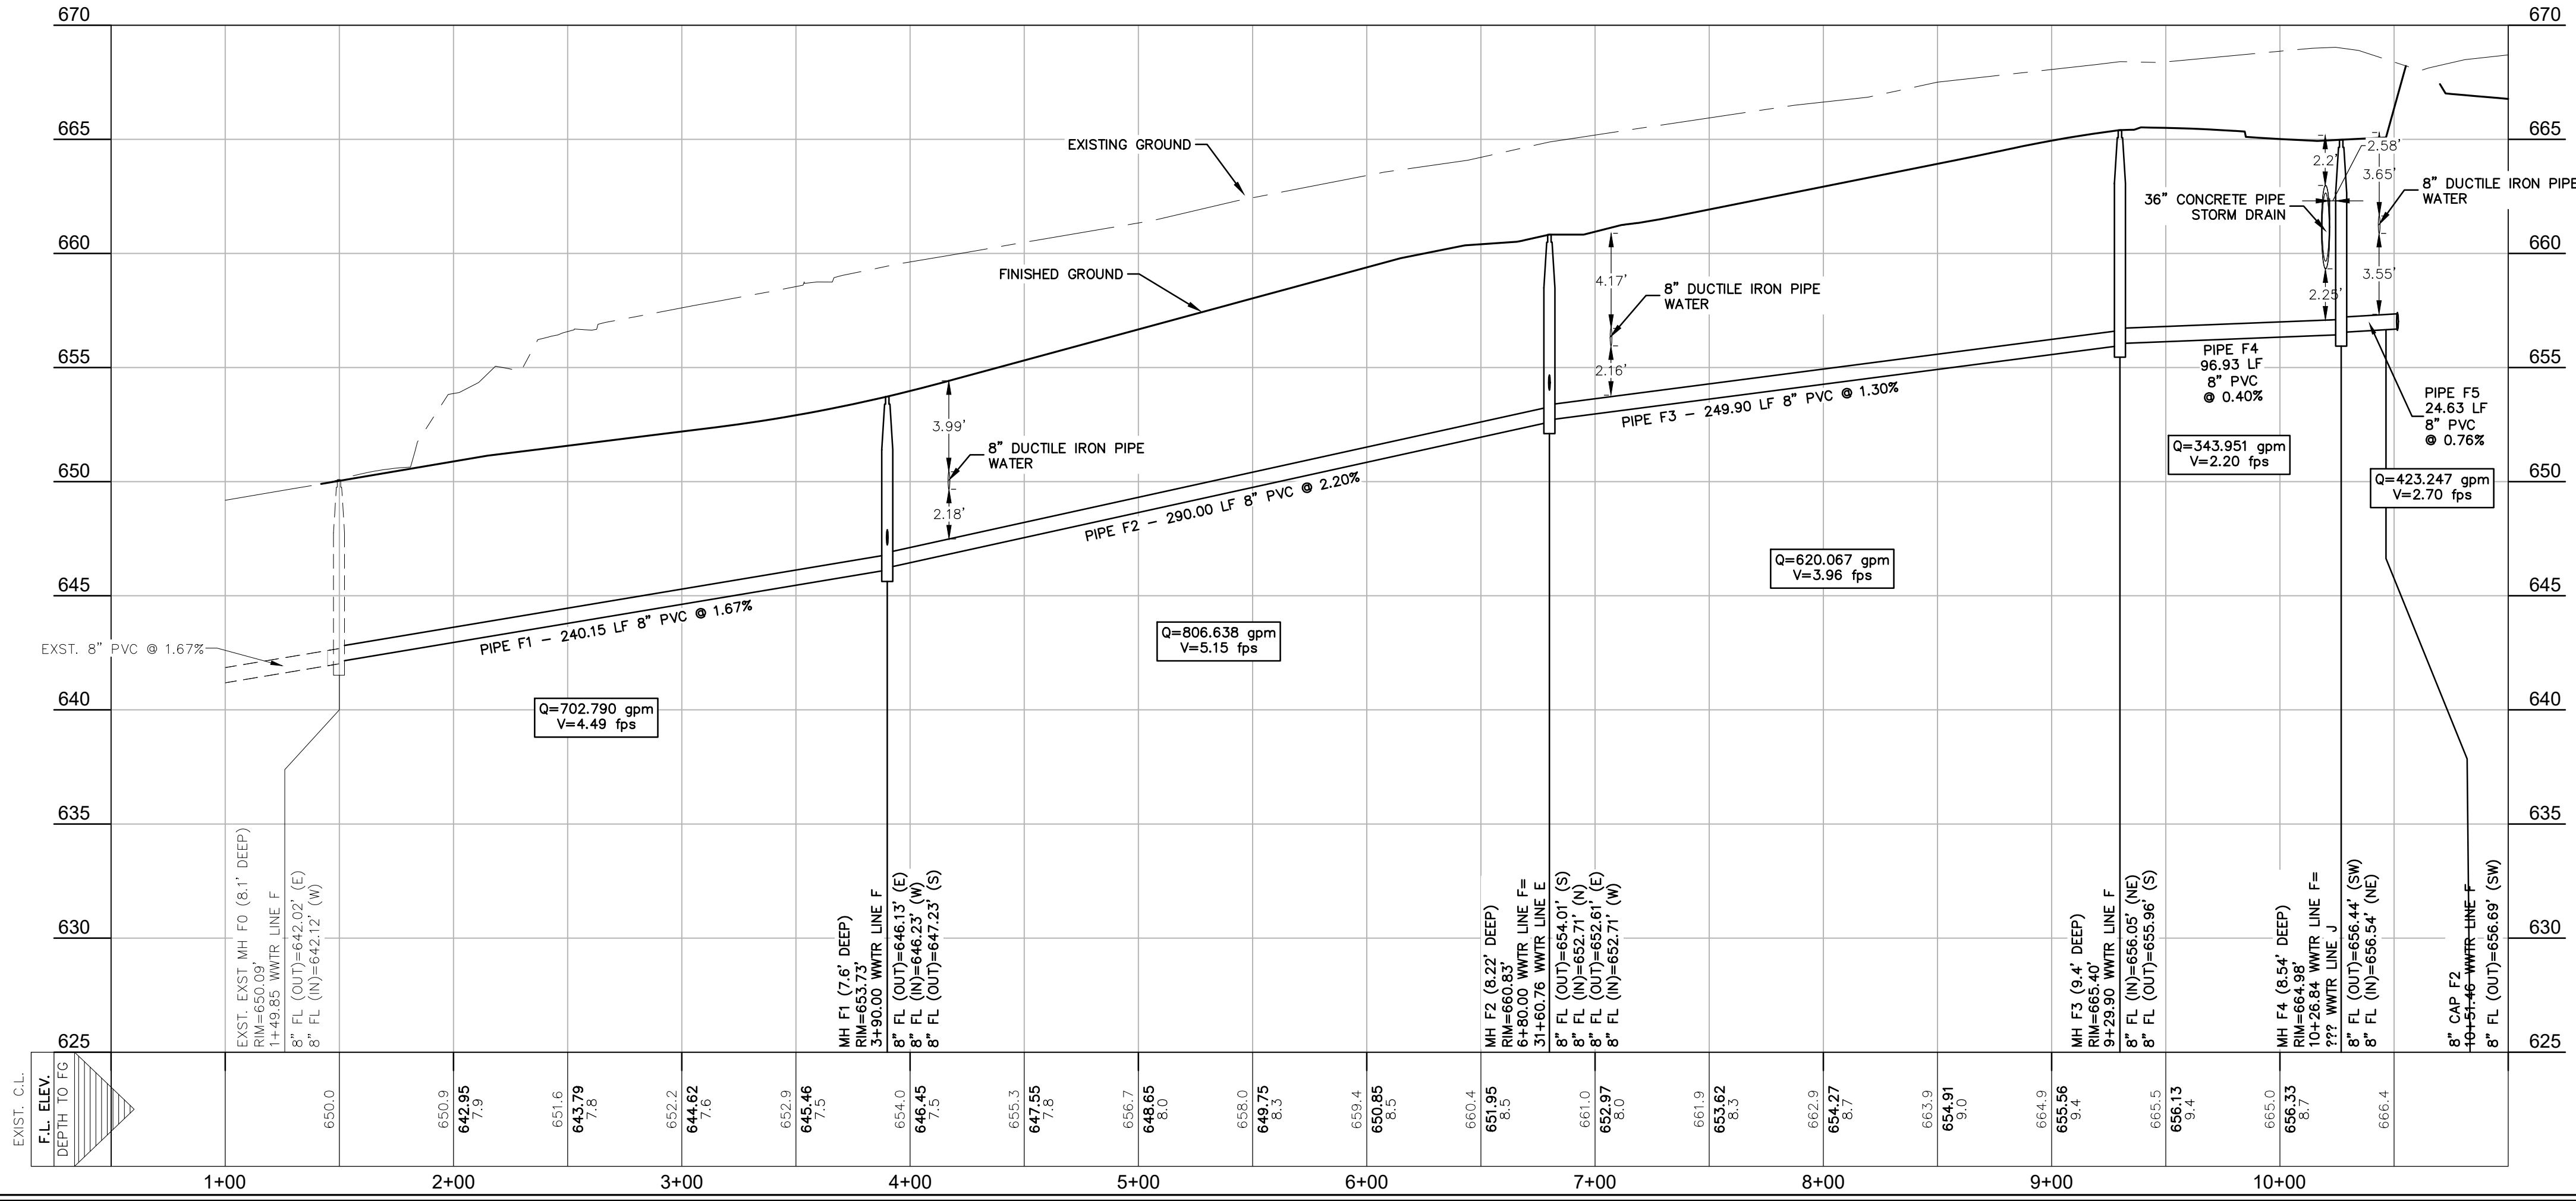 670
665
660
655
650
645
640
635
630
625
670
665
660
655
650
645
640
635
630
625
EXISTING GROUND
FINISHED GROUND
EXST. 8" PVC @ 1.67%
PIPE F1 - 240.15 LF 8" PVC @ 1.67%
Q=702.790 gpm
V=4.49 fps
3.99'
8" DUCTILE IRON PIPE
WATER
2.18'
PIPE F2 - 290.00 LF 8" PVC @ 2.20%
Q=806.638 gpm
V=5.15 fps
4.17'
8" DUCTILE IRON PIPE
WATER
2.16'
PIPE F3 - 249.90 LF 8" PVC @ 1.30%
Q=620.067 gpm
V=3.96 fps
36" CONCRETE PIPE
STORM DRAIN
2.2'
2.58'
3.65'
8" DUCTILE IRON PIPE
WATER
2.25'
3.55'
PIPE F4
96.93 LF
8" PVC
@ 0.40%
Q=343.951 gpm
V=2.20 fps
PIPE F5
24.63 LF
8" PVC
@ 0.76%
Q=423.247 gpm
V=2.70 fps
EXST. EXST MH F0 (8.1' DEEP)
RIM=650.09'
1+49.85 WWTR LINE F
8" FL (OUT)=642.02' (E)
8" FL (IN)=642.12' (W)
MH F1 (7.6' DEEP)
RIM=653.73'
3+90.00 WWTR LINE F
8" FL (OUT)=646.13' (E)
8" FL (IN)=646.23' (W)
8" FL (OUT)=647.23' (S)
MH F2 (8.22' DEEP)
RIM=660.83'
6+80.00 WWTR LINE F=
31+60.76 WWTR LINE E
8" FL (OUT)=654.01' (S)
8" FL (IN)=652.71' (N)
8" FL (OUT)=652.61' (E)
8" FL (IN)=652.71' (W)
MH F3 (9.4' DEEP)
RIM=665.40'
9+29.90 WWTR LINE F
8" FL (IN)=656.05' (NE)
8" FL (OUT)=655.96' (S)
MH F4 (8.54' DEEP)
RIM=664.98'
10+26.84 WWTR LINE F=
??? WWTR LINE J
8" FL (OUT)=656.44' (SW)
8" FL (IN)=656.54' (NE)
8" CAP F2
10+51.46 WWTR LINE F
8" FL (OUT)=656.69' (SW)
EXIST. C.L.
F.L. ELEV.
DEPTH TO FG
650.0
650.9
642.95
7.9
651.6
643.79
7.8
652.2
644.62
7.6
652.9
645.46
7.5
654.0
646.45
7.5
655.3
647.55
7.8
656.7
648.65
8.0
658.0
649.75
8.3
659.4
650.85
8.5
660.4
651.95
8.5
661.0
652.97
8.0
661.9
653.62
8.3
662.9
654.27
8.7
663.9
654.91
9.0
664.9
655.56
9.4
665.5
656.13
9.4
665.0
656.33
8.7
666.4
1+00
2+00
3+00
4+00
5+00
6+00
7+00
8+00
9+00
10+00